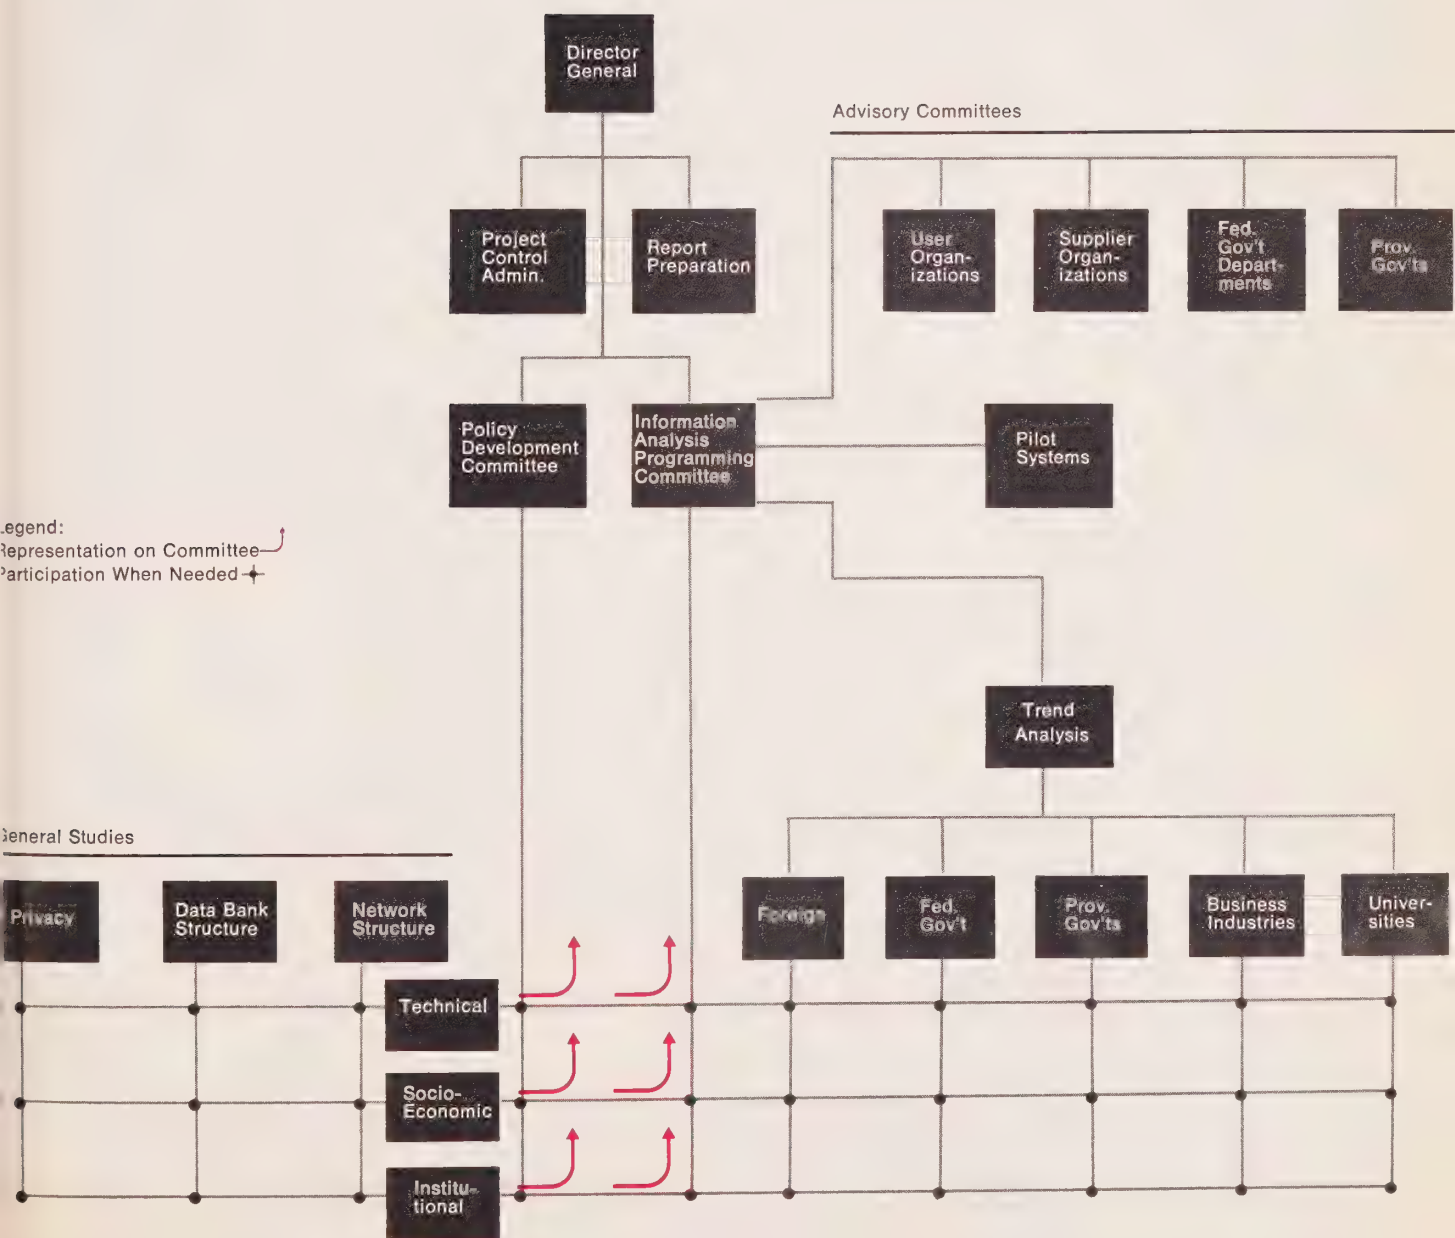 Director
General
Advisory Committees
Project
Control
Admin.
Report
Preparation
User
Organ-
izations
Supplier
Organ-
izations
Fed.
Gov't
Depart-
ments
Prov.
Gov'ts
Policy
Development
Committee
Information
Analysis
Programming
Committee
Pilot
Systems
Legend:
Representation on Committee
Participation When Needed
Trend
Analysis
General Studies
Privacy
Data Bank
Structure
Network
Structure
Foreign
Fed.
Gov't
Prov.
Gov'ts
Business
Industries
Univer-
sities
Technical
Socio-
Economic
Institu-
tional